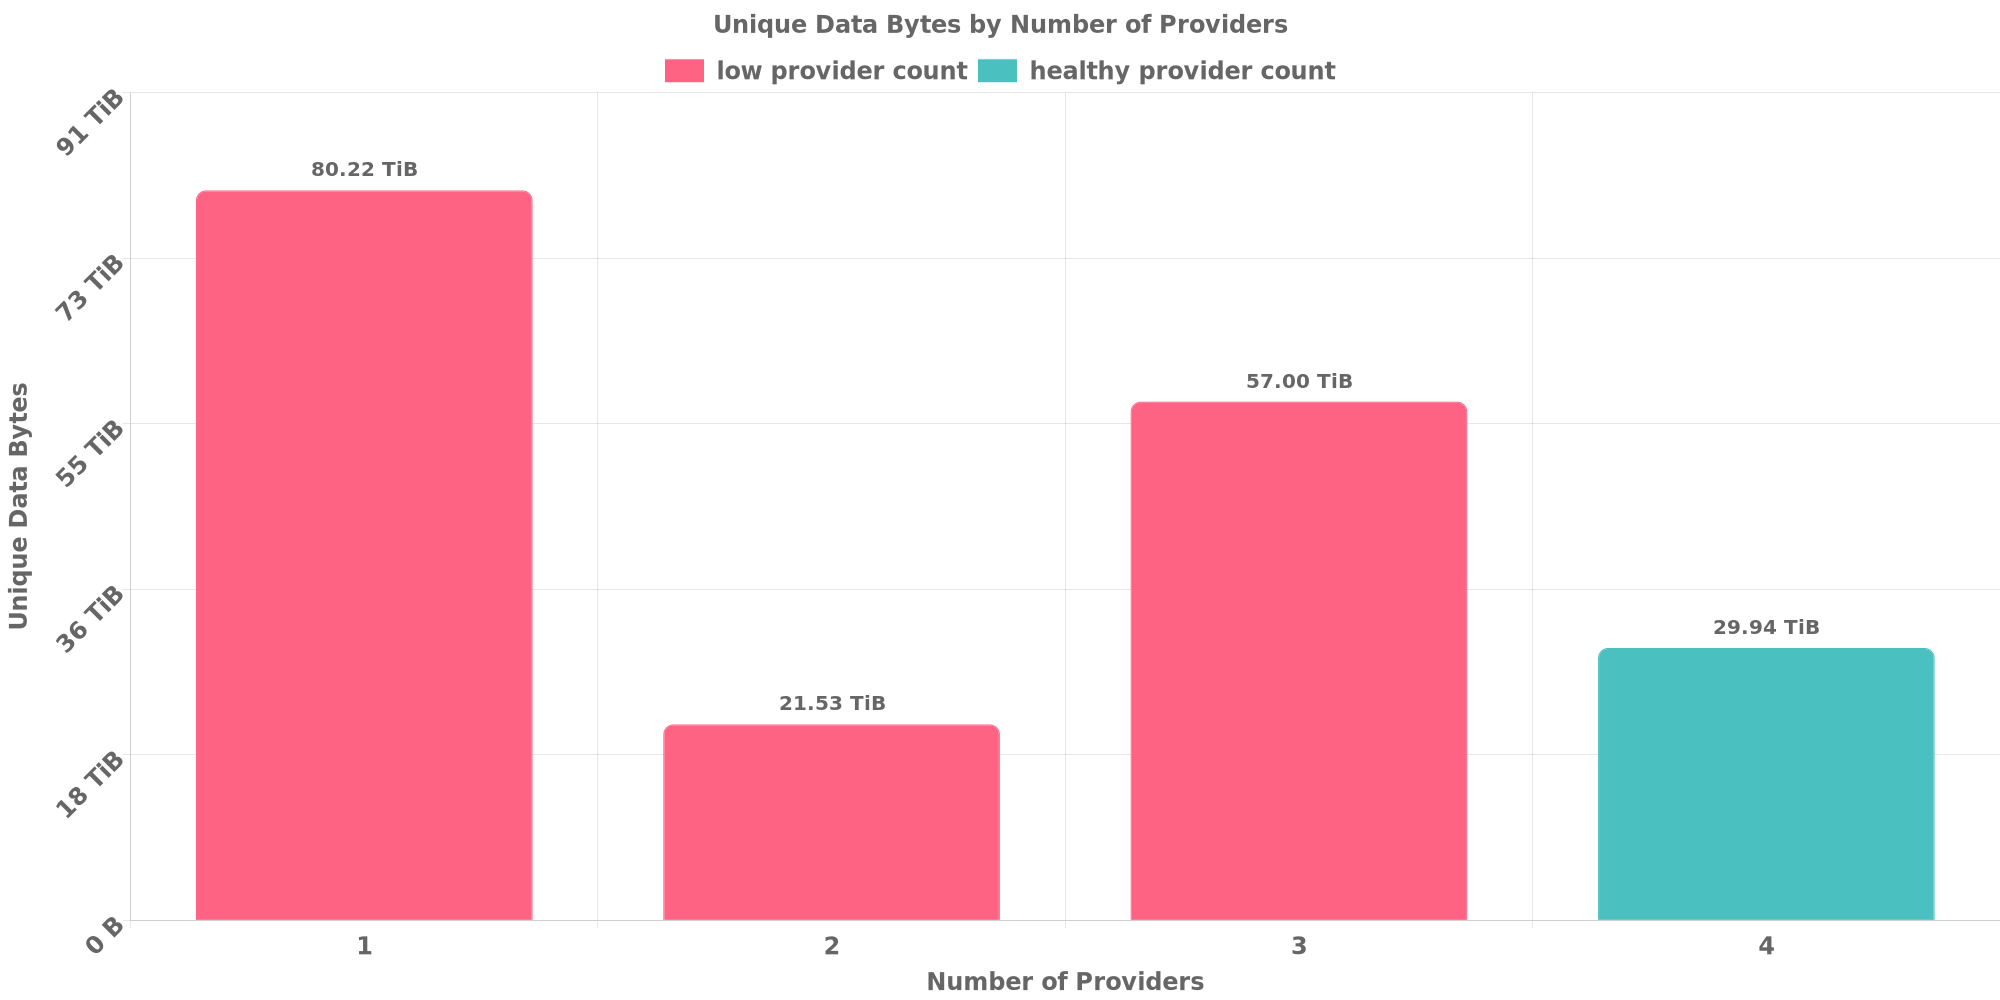 Unique Data Bytes by Number of Providers
low provider count healthy provider count
91 TiB
73 TiB
55 TiB
36 TiB
18 TiB
0 B
Unique Data Bytes
80.22 TiB
21.53 TiB
57.00 TiB
29.94 TiB
1 2 3 4
Number of Providers